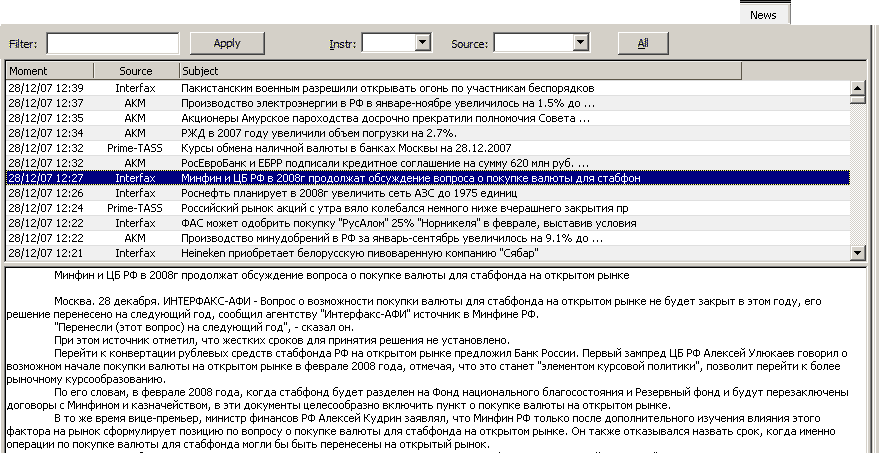 News
Filter: Apply Instr: Source: All
Moment Source Subject
28/12/07 12:39 Interfax Пакистанским военным разрешили открывать огонь по участникам беспорядков
28/12/07 12:37 AKM Производство электроэнергии в РФ в январе-ноябре увеличилось на 1.5% до ...
28/12/07 12:35 AKM Акционеры Амурское пароходства досрочно прекратили полномочия Совета ...
28/12/07 12:34 AKM РЖД в 2007 году увеличили объем погрузки на 2.7%.
28/12/07 12:32 Prime-TASS Курсы обмена наличной валюты в банках Москвы на 28.12.2007
28/12/07 12:32 AKM РосЕвроБанк и ЕБРР подписали кредитное соглашение на сумму 620 млн руб. ...
28/12/07 12:27 Interfax Минфин и ЦБ РФ в 2008г продолжат обсуждение вопроса о покупке валюты для стабфон
28/12/07 12:26 Interfax Роснефть планирует в 2008г увеличить сеть АЗС до 1975 единиц
28/12/07 12:24 Prime-TASS Российский рынок акций с утра вяло колебался немного ниже вчерашнего закрытия пр
28/12/07 12:22 Interfax ФАС может одобрить покупку "РусАлом" 25% "Норникеля" в феврале, выставив условия
28/12/07 12:22 AKM Производство минудобрений в РФ за январь-сентябрь увеличилось на 9.1% до ...
28/12/07 12:21 Interfax Heineken приобретает белорусскую пивоваренную компанию "Сябар"
Минфин и ЦБ РФ в 2008г продолжат обсуждение вопроса о покупке валюты для стабфонда на открытом рынке
Москва. 28 декабря. ИНТЕРФАКС-АФИ - Вопрос о возможности покупки валюты для стабфонда на открытом рынке не будет закрыт в этом году, его
решение перенесено на следующий год, сообщил агентству "Интерфакс-АФИ" источник в Минфине РФ.
"Перенесли (этот вопрос) на следующий год", - сказал он.
При этом источник отметил, что жестких сроков для принятия решения не установлено.
Перейти к конвертации рублевых средств стабфонда РФ на открытом рынке предложил Банк России. Первый зампред ЦБ РФ Алексей Улюкаев говорил о
возможном начале покупки валюты на открытом рынке в феврале 2008 года, отмечая, что это станет "элементом курсовой политики", позволит перейти к более
рыночному курсообразованию.
По его словам, в феврале 2008 года, когда стабфонд будет разделен на Фонд национального благосостояния и Резервный фонд и будут перезаключены
договоры с Минфином и казначейством, в эти документы целесообразно включить пункт о покупке валюты на открытом рынке.
В то же время вице-премьер, министр финансов РФ Алексей Кудрин заявлял, что Минфин РФ только после дополнительного изучения влияния этого
фактора на рынок сформулирует позицию по вопросу о покупке валюты для стабфонда на открытом рынке. Он также отказывался назвать срок, когда именно
операции по покупке валюты для стабфонда могли бы быть перенесены на открытый рынок.